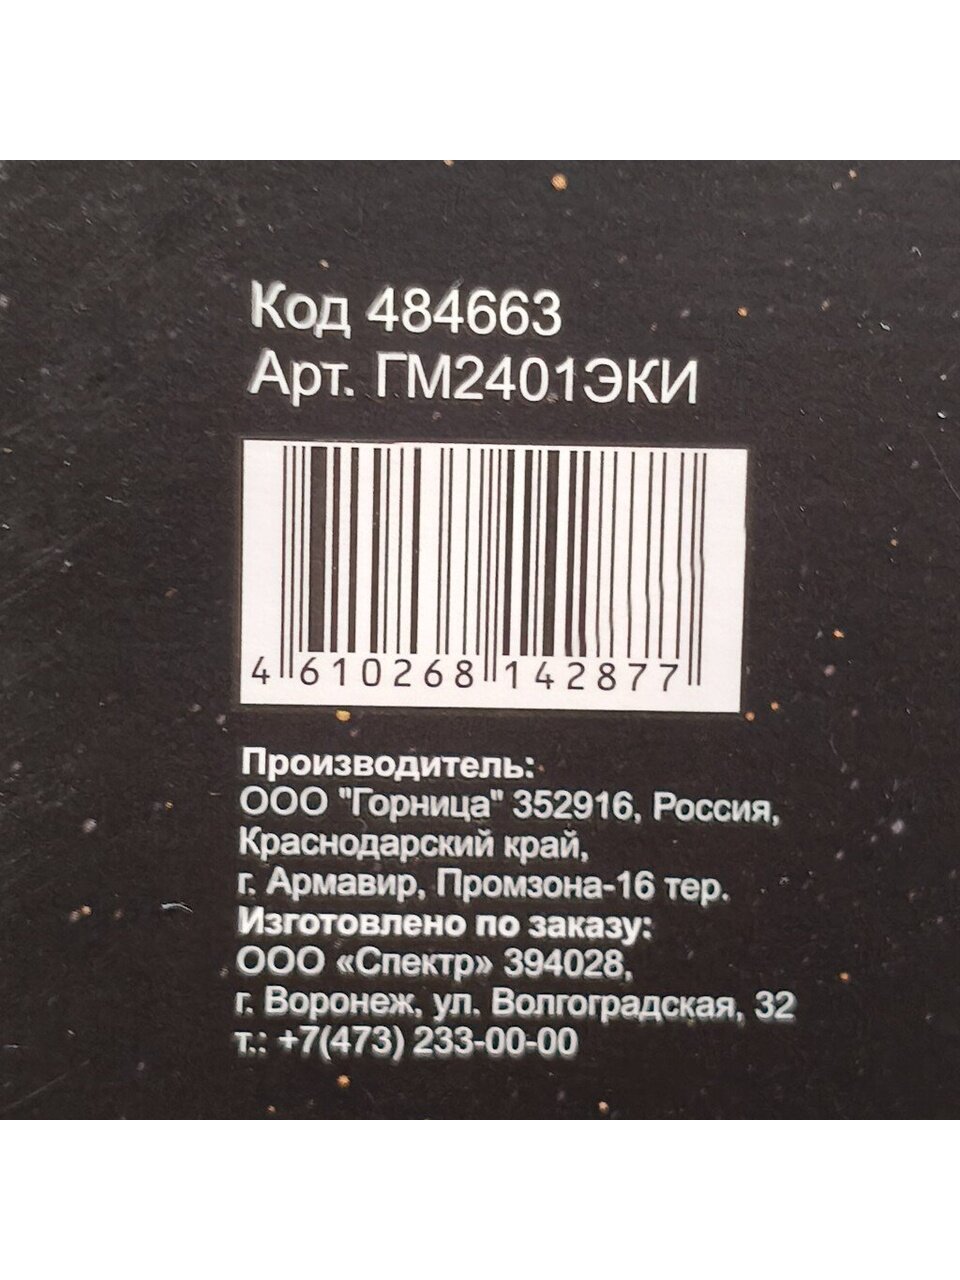 Код 484663
Арт. ГМ2401ЭКИ
4 610268 142877
Производитель:
ООО "Горница" 352916, Россия,
Краснодарский край,
г. Армавир, Промзона-16 тер.
Изготовлено по заказу:
ООО «Спектр» 394028,
г. Воронеж, ул. Волгоградская, 32
т.: +7(473) 233-00-00